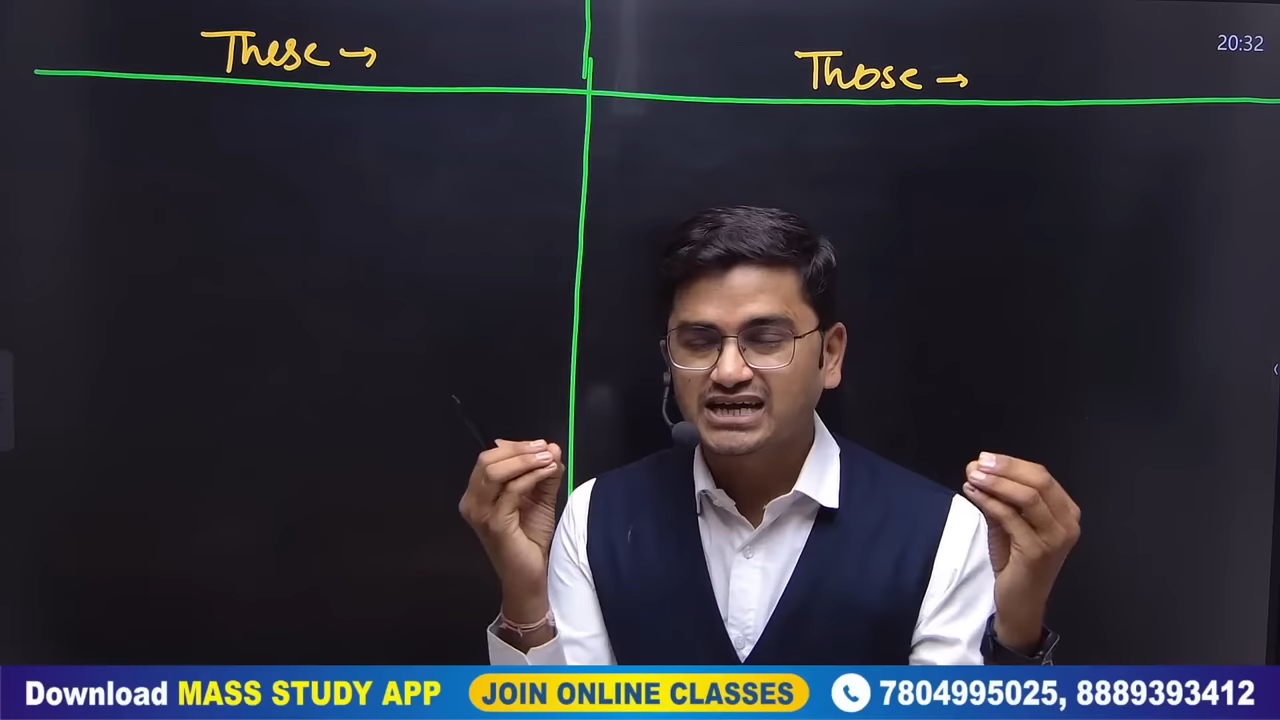 These →
Those →
20:32
Download MASS STUDY APP JOIN ONLINE CLASSES 7804995025, 8889393412